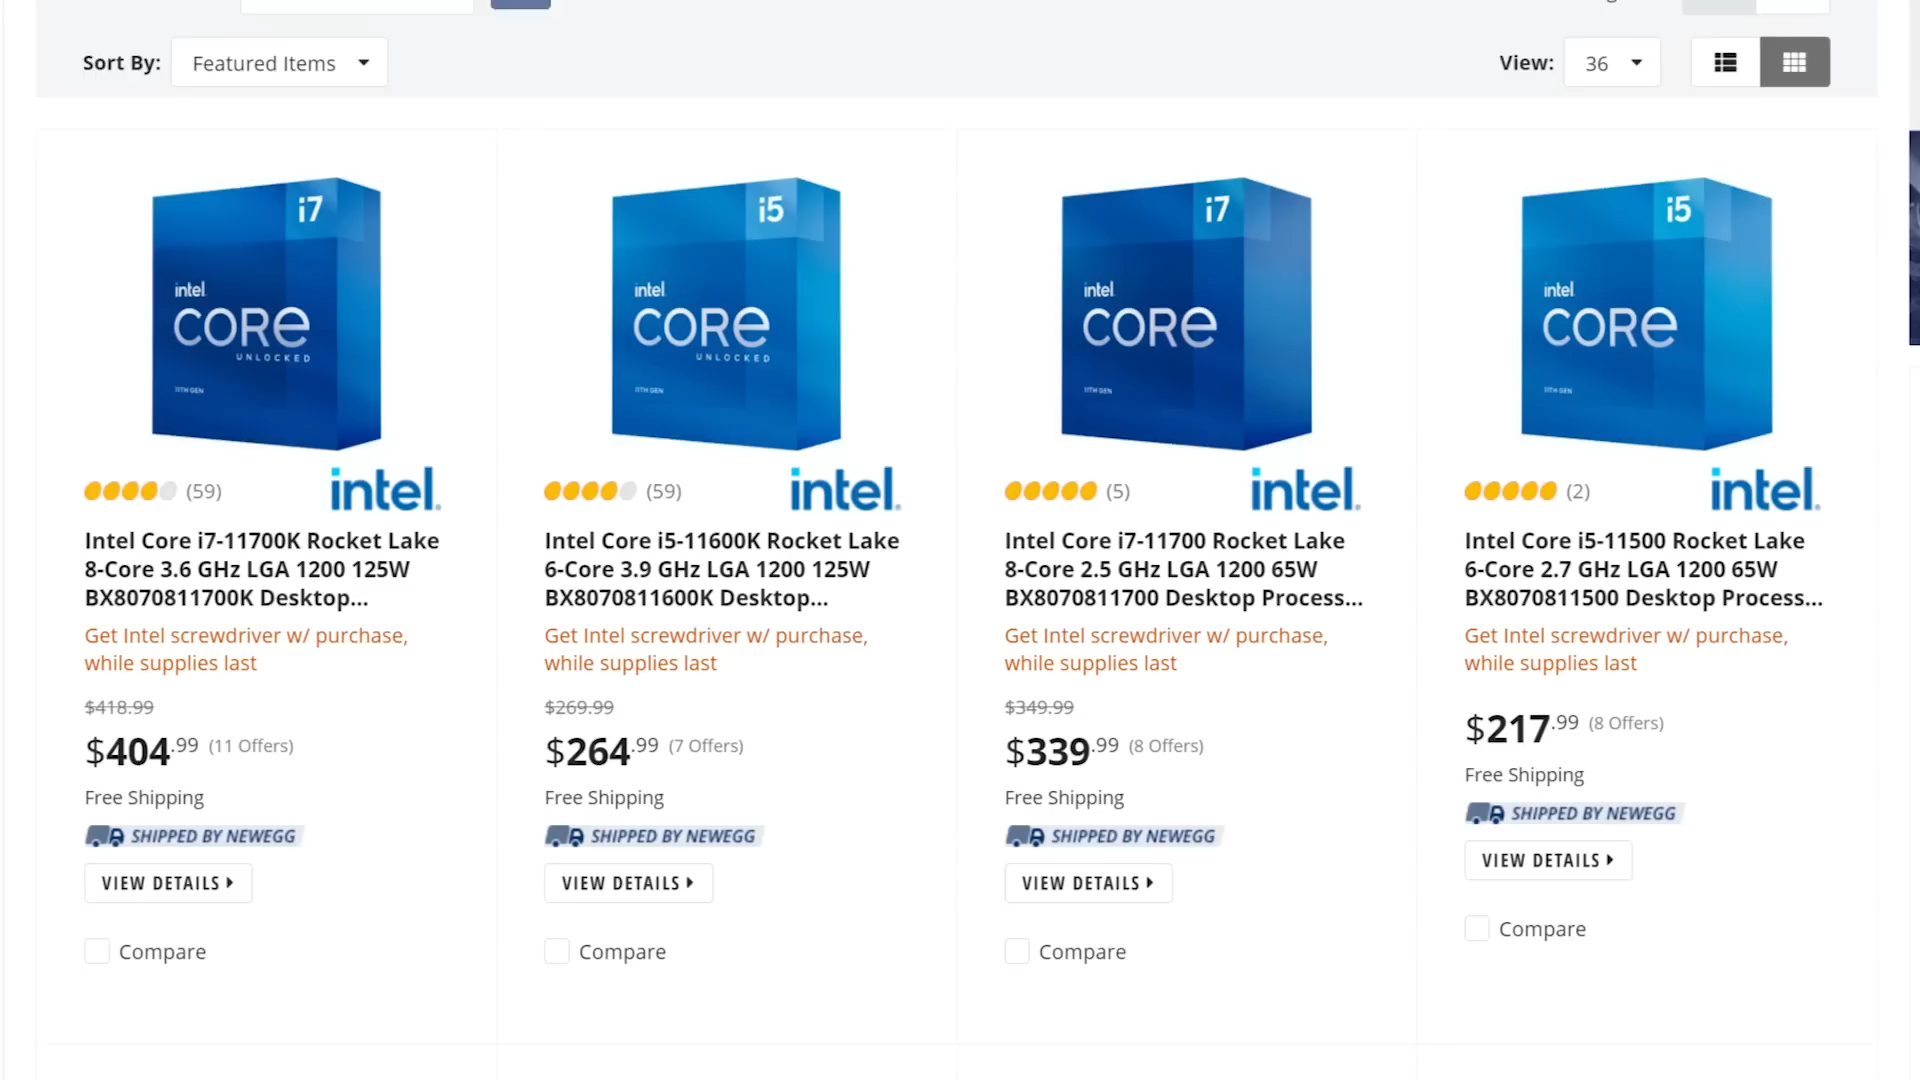 Sort By:
Featured Items
View:
36
i7
intel
CORE
UNLOCKED
11TH GEN
(59)
intel.
Intel Core i7-11700K Rocket Lake
8-Core 3.6 GHz LGA 1200 125W
BX8070811700K Desktop...
Get Intel screwdriver w/ purchase,
while supplies last
$418.99
$404.99 (11 Offers)
Free Shipping
SHIPPED BY NEWEGG
VIEW DETAILS
Compare
i5
intel
CORE
UNLOCKED
11TH GEN
(59)
intel.
Intel Core i5-11600K Rocket Lake
6-Core 3.9 GHz LGA 1200 125W
BX8070811600K Desktop...
Get Intel screwdriver w/ purchase,
while supplies last
$269.99
$264.99 (7 Offers)
Free Shipping
SHIPPED BY NEWEGG
VIEW DETAILS
Compare
i7
intel
CORE
11TH GEN
(5)
intel.
Intel Core i7-11700 Rocket Lake
8-Core 2.5 GHz LGA 1200 65W
BX8070811700 Desktop Process...
Get Intel screwdriver w/ purchase,
while supplies last
$349.99
$339.99 (8 Offers)
Free Shipping
SHIPPED BY NEWEGG
VIEW DETAILS
Compare
i5
intel
CORE
11TH GEN
(2)
intel.
Intel Core i5-11500 Rocket Lake
6-Core 2.7 GHz LGA 1200 65W
BX8070811500 Desktop Process...
Get Intel screwdriver w/ purchase,
while supplies last
$217.99 (8 Offers)
Free Shipping
SHIPPED BY NEWEGG
VIEW DETAILS
Compare